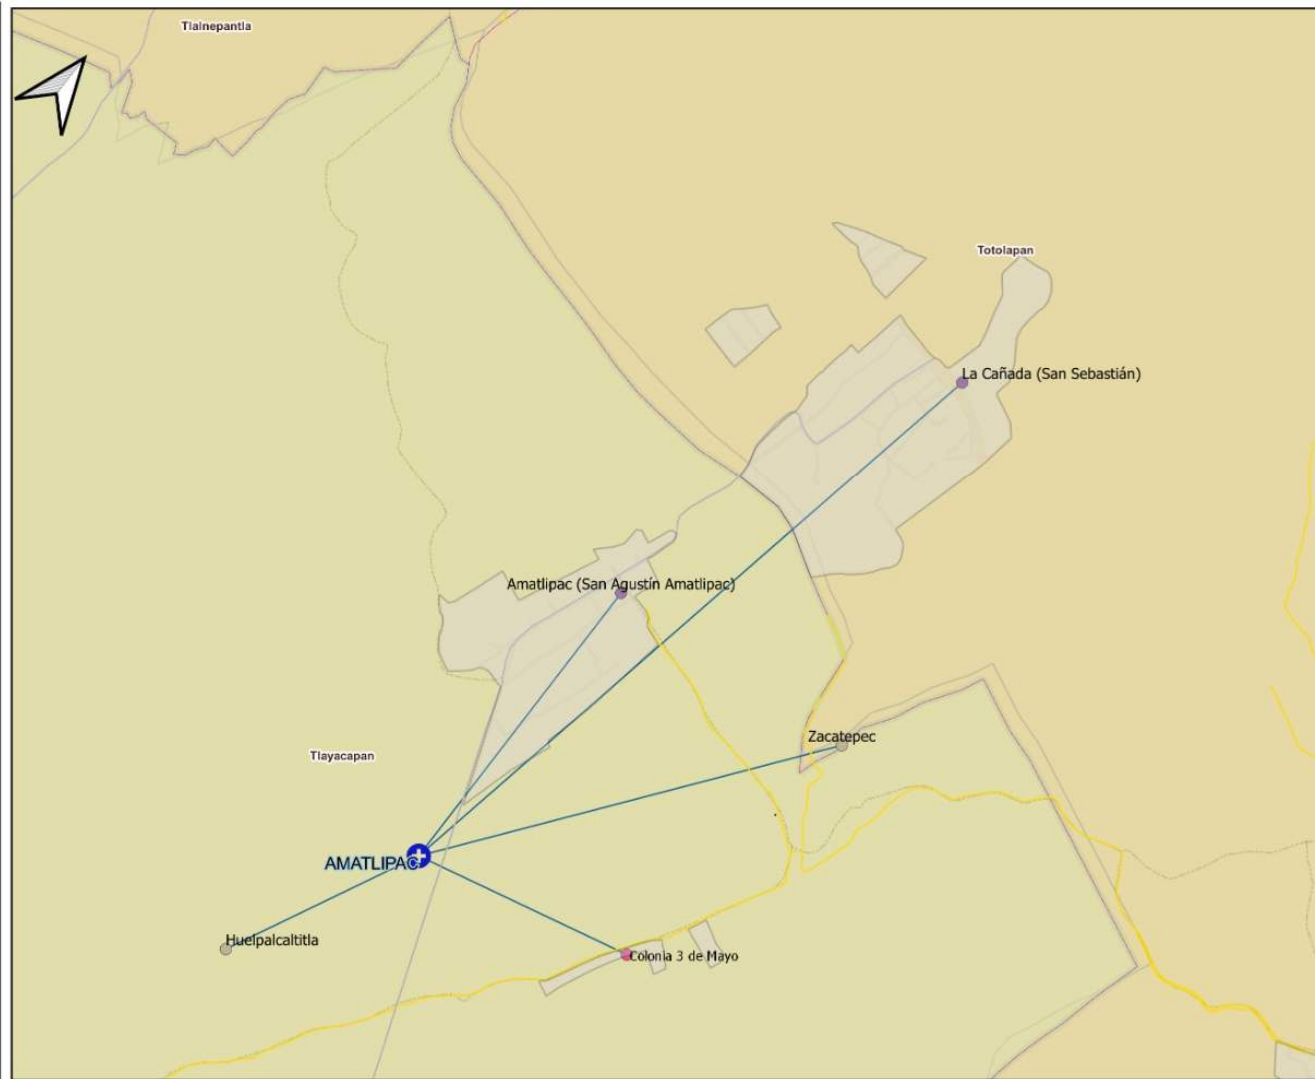 Tlalnepantla
Totolapan
La Cañada (San Sebastián)
Amatlipac (San Agustín Amatlipac)
Zacatepec
Tlayacapan
AMATLIPAC
Huelpalcaltitla
Colonia 3 de Mayo